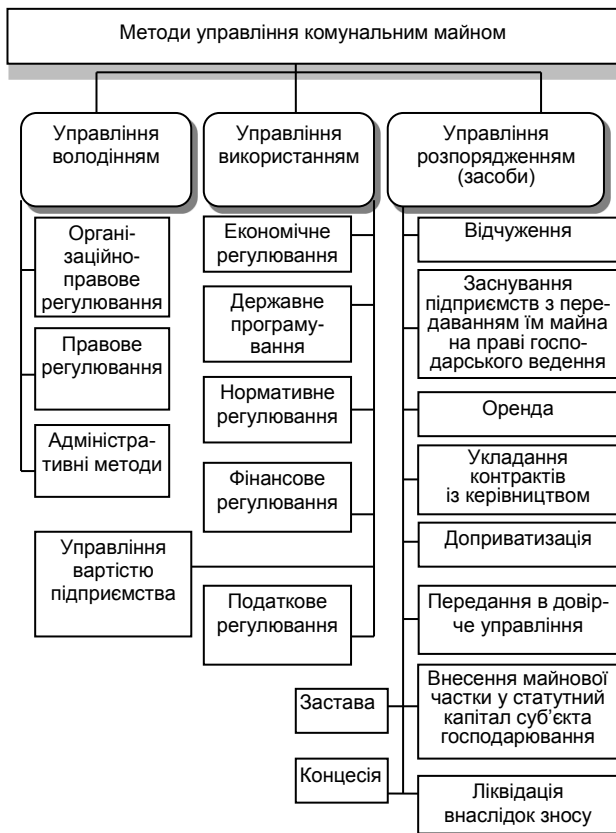 Методи управління комунальним майном
Управління
володінням
Управління
використанням
Управління
розпорядженням
(засоби)
Органі-
заційно-
правове
регулювання
Правове
регулювання
Адміністра-
тивні методи
Економічне
регулювання
Державне
програму-
вання
Нормативне
регулювання
Фінансове
регулювання
Управління
вартістю
підприємства
Податкове
регулювання
Відчуження
Заснування
підприємств з пере-
даванням їм майна
на праві госпо-
дарського ведення
Оренда
Укладання
контрактів
із керівництвом
Доприватизація
Передання в довір-
че управління
Застава
Внесення майнової
частки у статутний
капітал суб’єкта
господарювання
Концесія
Ліквідація
внаслідок зносу